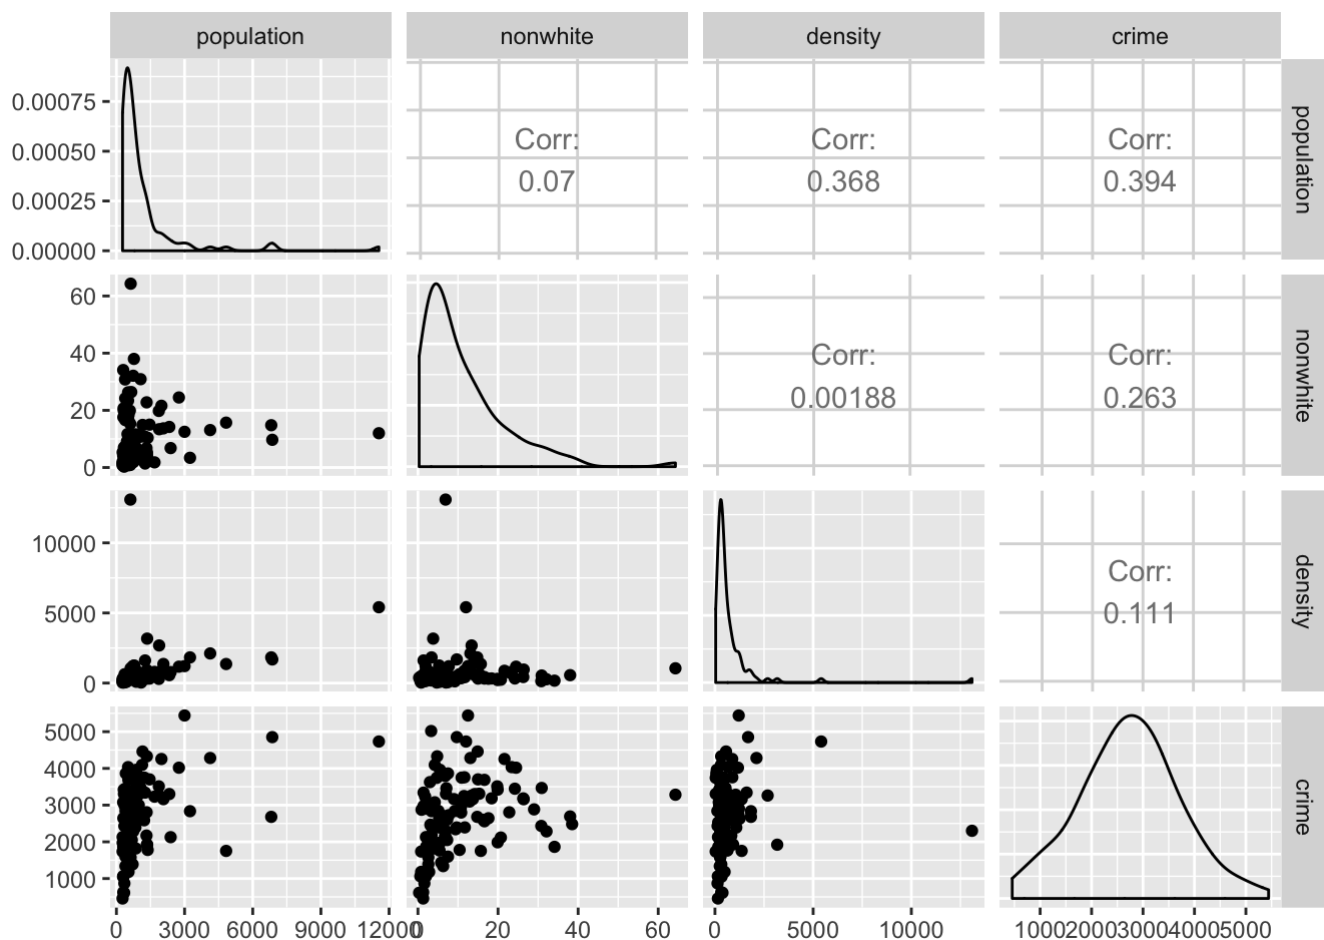 population nonwhite density crime
0.00075
0.00050
0.00025
0.00000
Corr:
0.07
Corr:
0.368
Corr:
0.394
population
60
40
20
0
Corr:
0.00188
Corr:
0.263
nonwhite
10000
5000
0
Corr:
0.111
density
5000
4000
3000
2000
1000
crime
0 3000 6000 9000 12000
0 20 40 60
0 5000 10000
1000 2000 3000 4000 5000